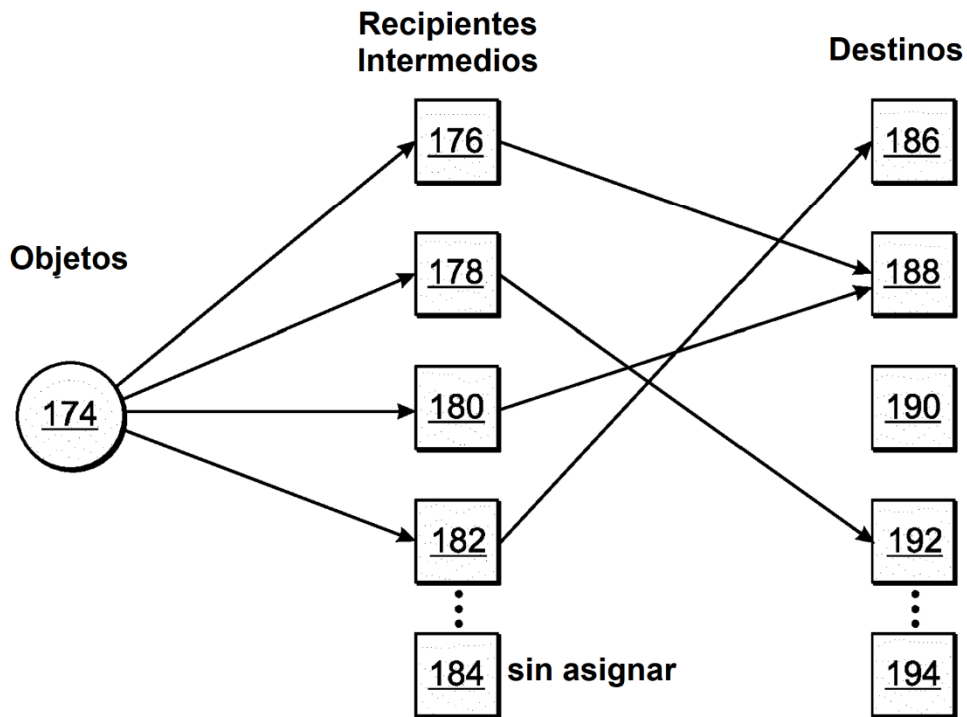 Recipientes
Intermedios
Destinos
176
186
Objetos
178
188
174
180
190
182
192
184 sin asignar
194